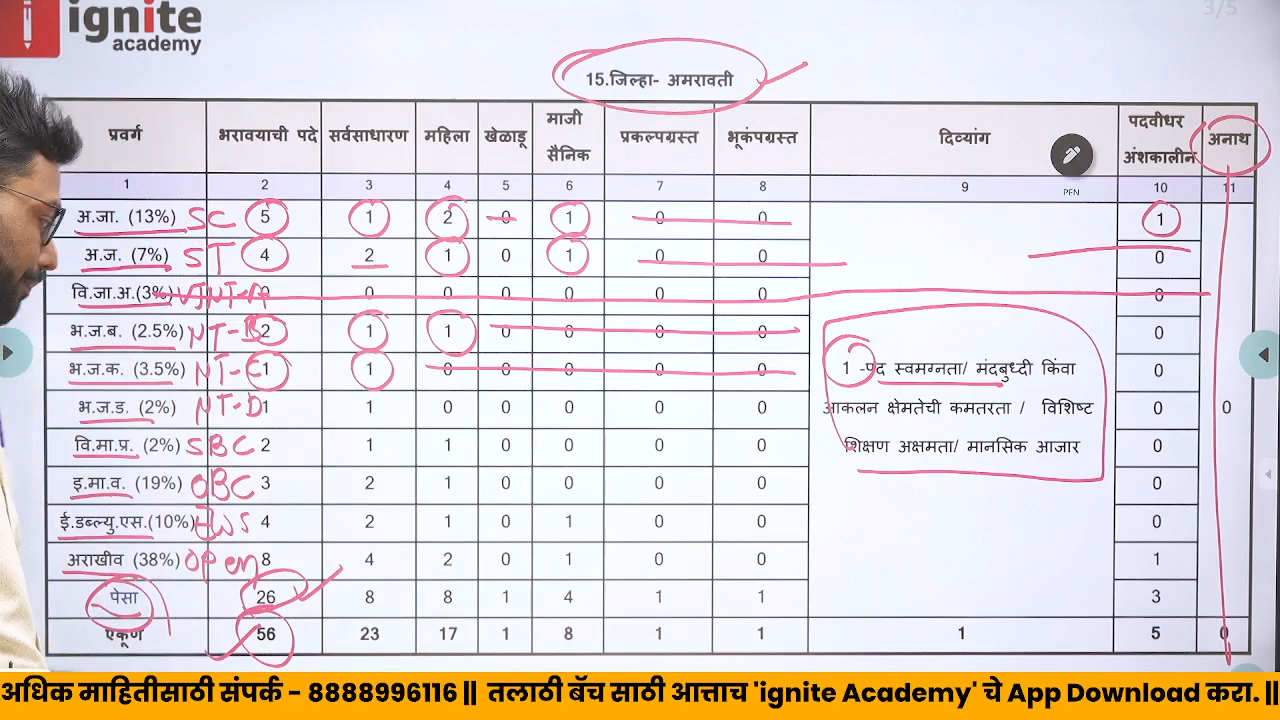 ignite
academy
3/5
15.जिल्हा- अमरावती
प्रवर्ग भरावयाची पदे सर्वसाधारण महिला खेळाडू माजी सैनिक प्रकल्पग्रस्त भूकंपग्रस्त दिव्यांग पदवीधर अंशकालीन अनाथ
PEN
1 2 3 4 5 6 7 8 9 10 11
अ.जा. (13%) SC 5 1 2 0 1 0 0 1
अ.ज. (7%) ST 4 2 1 0 1 0 0 0
वि.जा.अ.(3%) VJNT-A 0 0 0 0 0 0 0 0
भ.ज.ब. (2.5%) NT-B 2 1 1 0 0 0 0 0
भ.ज.क. (3.5%) NT-C 1 1 0 0 0 0 0 1 -पद स्वमग्नता/ मंदबुध्दी किंवा 0
भ.ज.ड. (2%) NT-D 1 1 0 0 0 0 0 आकलन क्षेमतेची कमतरता / विशिष्ट 0 0
वि.मा.प्र. (2%) SBC 2 1 1 0 0 0 0 शिक्षण अक्षमता/ मानसिक आजार 0
इ.मा.व. (19%) OBC 3 2 1 0 0 0 0 0
ई.डब्ल्यु.एस.(10%) EWS 4 2 1 0 1 0 0 0
अराखीव (38%) OPEN 8 4 2 0 1 0 0 1
पेसा 26 8 8 1 4 1 1 3
एकूण 56 23 17 1 8 1 1 1 5 0
अधिक माहितीसाठी संपर्क - 8888996116 || तलाठी बॅच साठी आत्ताच 'ignite Academy' चे App Download करा. ||